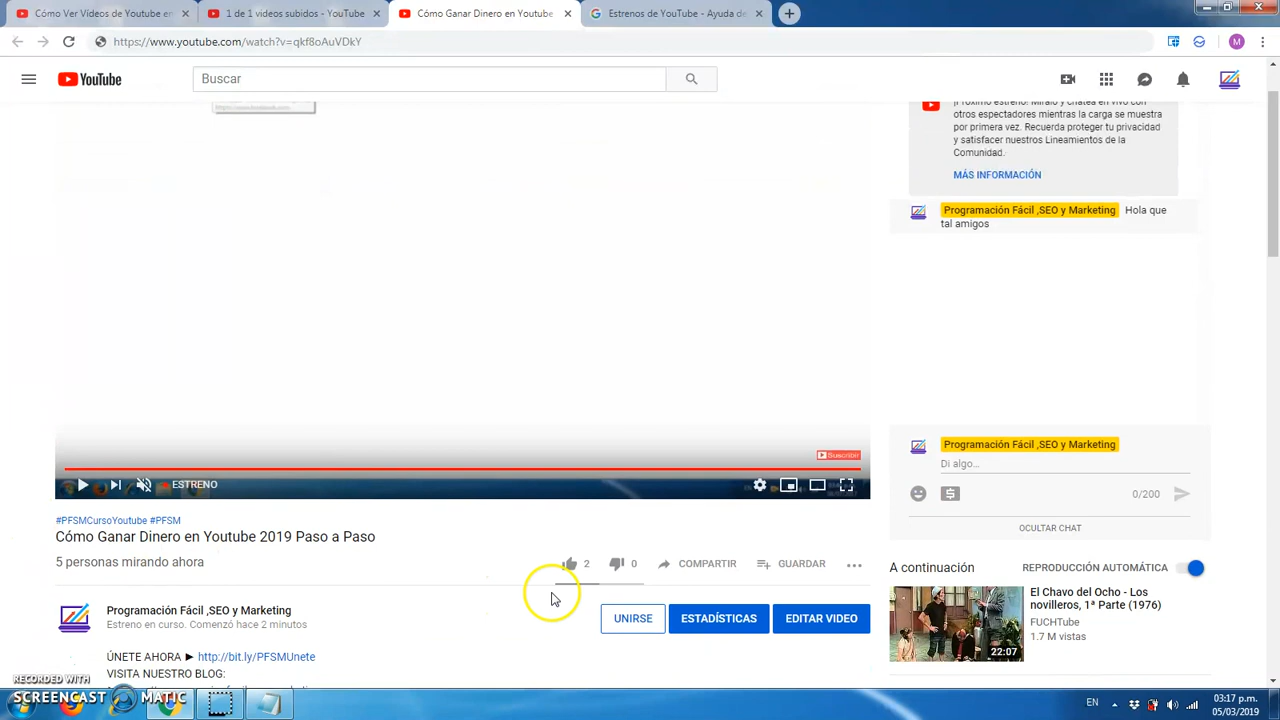 Cómo Ver Videos de Youtube en
1 de 1 videos subidos - YouTube
Cómo Ganar Dinero en Youtube
Estrenos de YouTube - Ayuda de
https://www.youtube.com/watch?v=qkf8oAuVDkY
M
YouTube
Buscar
¡Próximo estreno! Míralo y chatea en vivo con
otros espectadores mientras la carga se muestra
por primera vez. Recuerda proteger tu privacidad
y satisfacer nuestros Lineamientos de la
Comunidad.
MÁS INFORMACIÓN
Programación Fácil ,SEO y Marketing Hola que
tal amigos
Suscribir
ESTRENO
Programación Fácil ,SEO y Marketing
Di algo...
0/200
OCULTAR CHAT
#PFSMCursoYoutube #PFSM
Cómo Ganar Dinero en Youtube 2019 Paso a Paso
5 personas mirando ahora
2
0
COMPARTIR
GUARDAR
A continuación
REPRODUCCIÓN AUTOMÁTICA
El Chavo del Ocho - Los
novilleros, 1ª Parte (1976)
FUCHTube
1.7 M vistas
22:07
Programación Fácil ,SEO y Marketing
Estreno en curso. Comenzó hace 2 minutos
UNIRSE
ESTADÍSTICAS
EDITAR VIDEO
ÚNETE AHORA ► http://bit.ly/PFSMUnete
VISITA NUESTRO BLOG:
RECORDED WITH
SCREENCAST MATIC
EN
03:17 p.m.
05/03/2019